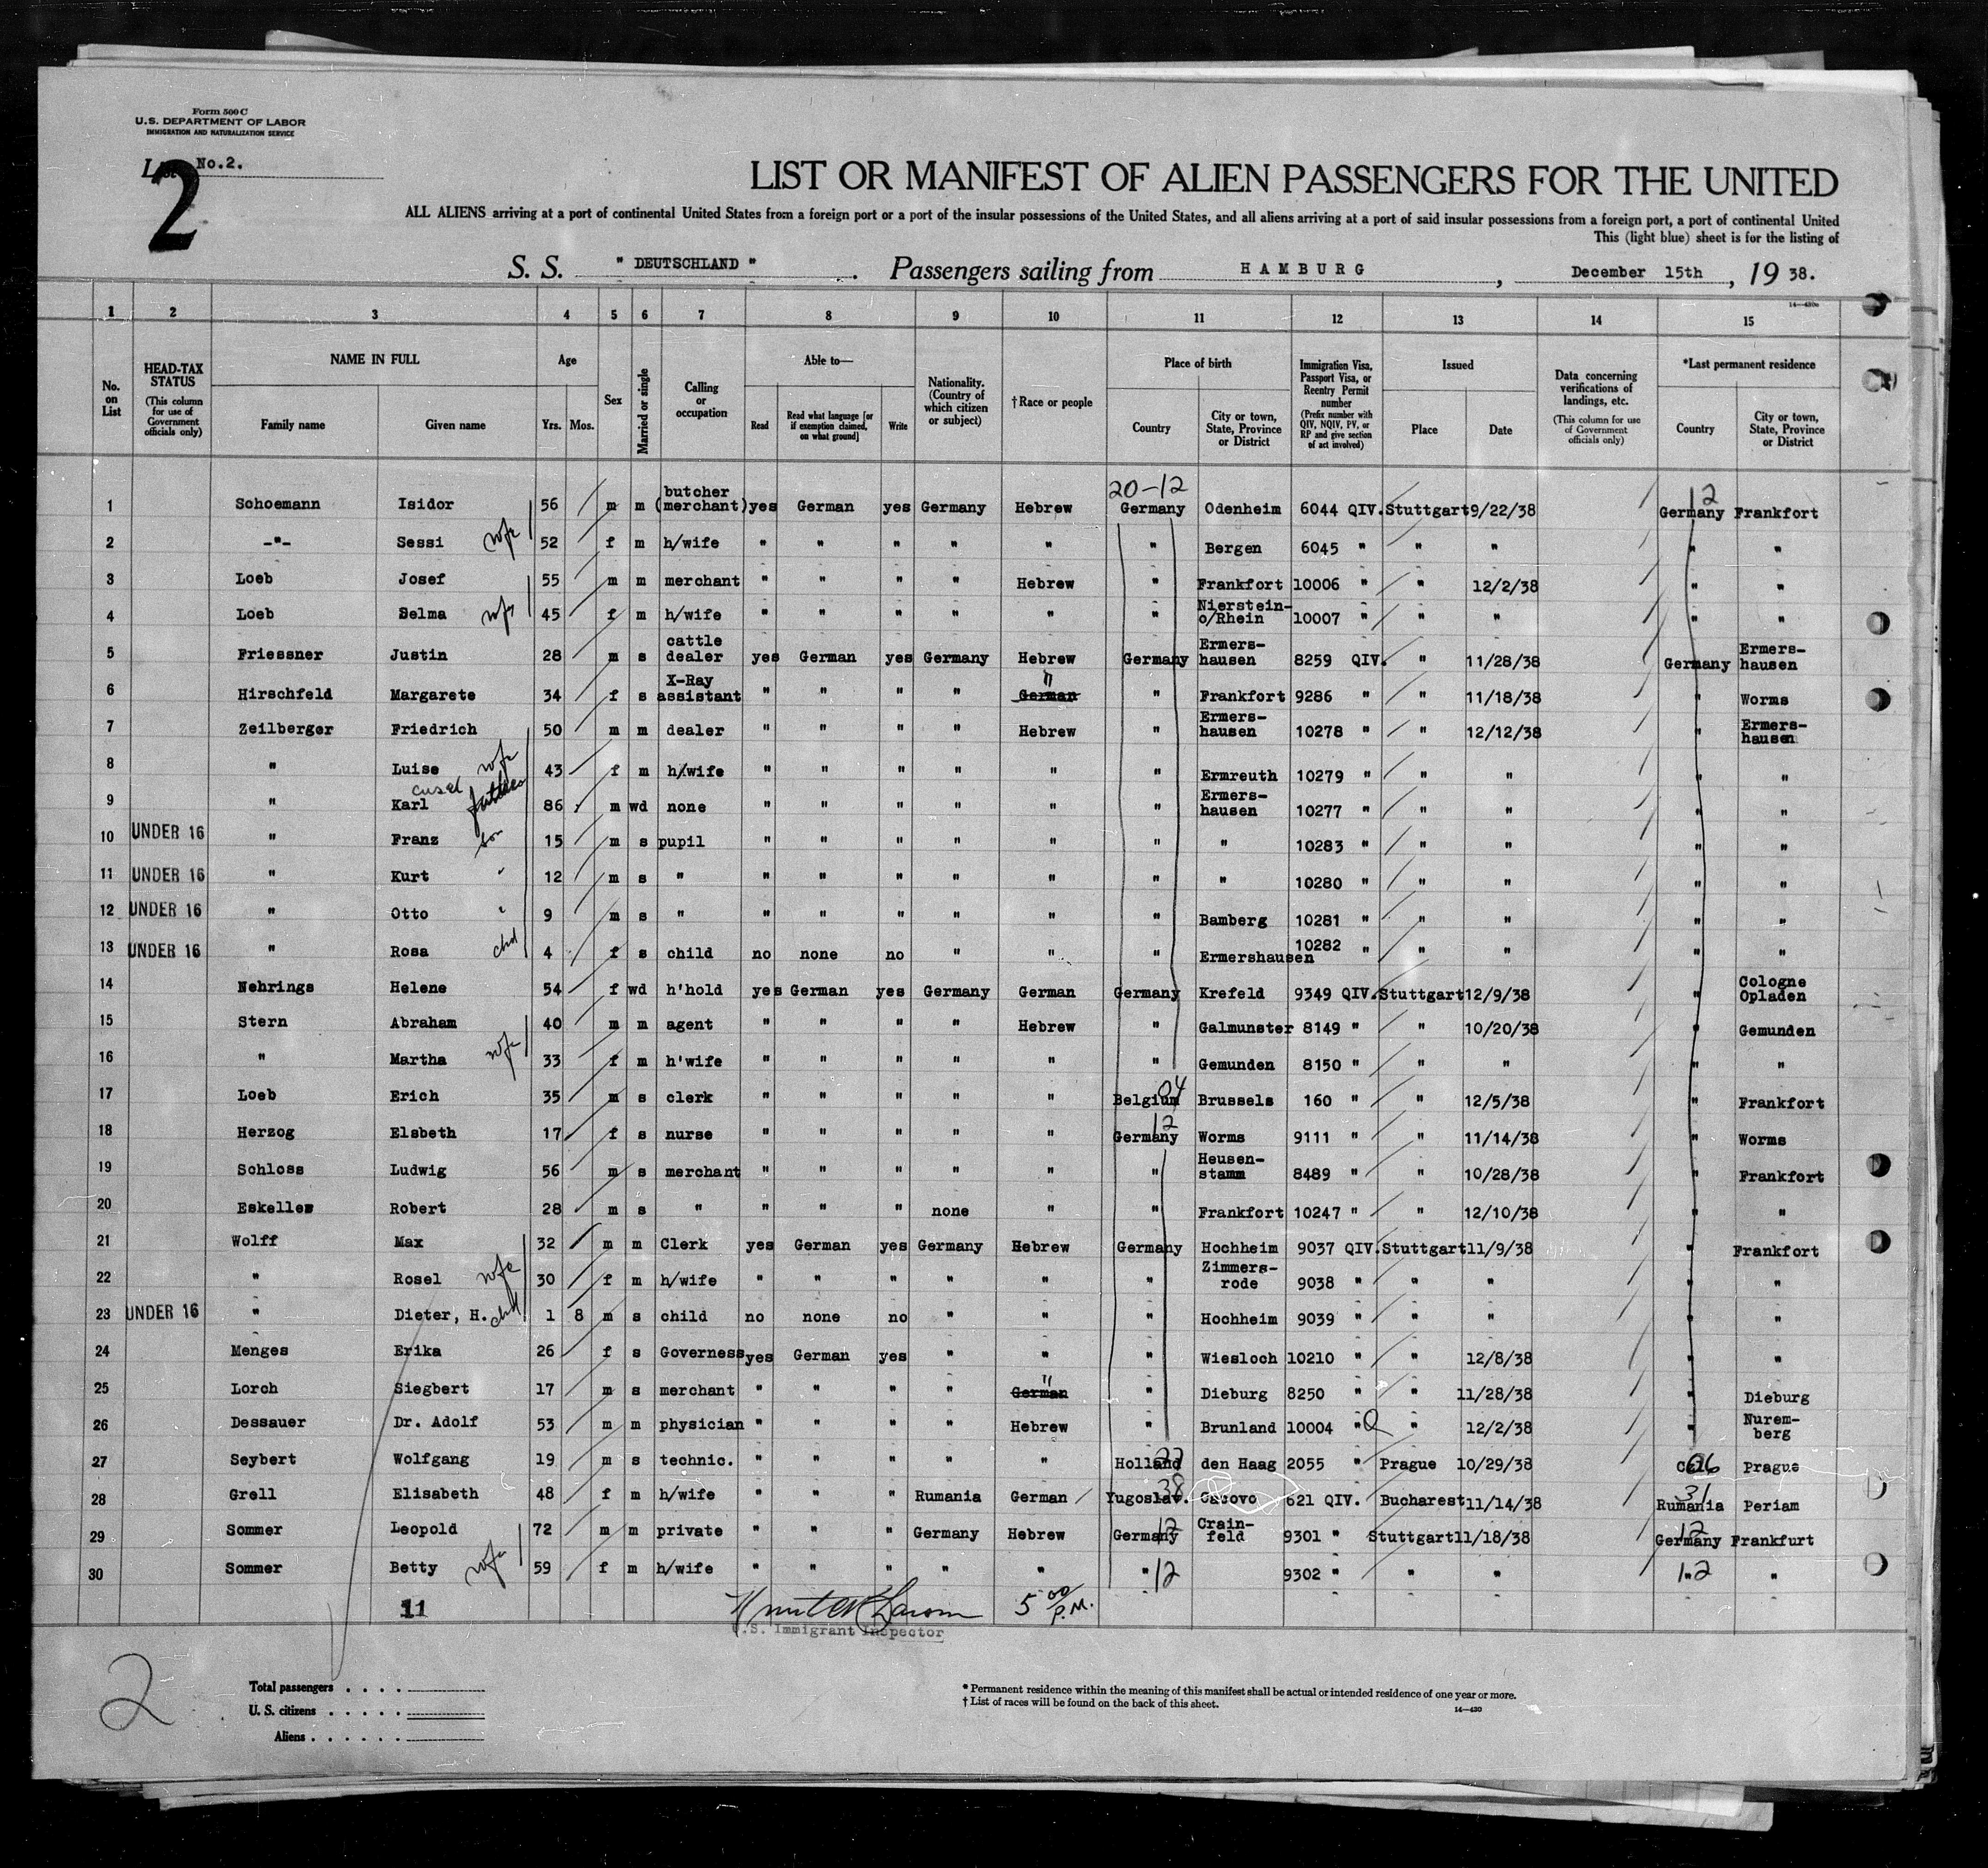 Form 500 C
U.S. DEPARTMENT OF LABOR
IMMIGRATION AND NATURALIZATION SERVICE
List No.2.
2
LIST OR MANIFEST OF ALIEN PASSENGERS FOR THE UNITED
ALL ALIENS arriving at a port of continental United States from a foreign port or a port of the insular possessions of the United States, and all aliens arriving at a port of said insular possessions from a foreign port, a port of continental United
This (light blue) sheet is for the listing of
S. S. " DEUTSCHLAND " . Passengers sailing from HAMBURG , December 15th , 19 38.
14—430a
1 2 3 4 5 6 7 8 9 10 11 12 13 14 15
No. on List
HEAD-TAX STATUS (This column for use of Government officials only)
NAME IN FULL Family name Given name
Age Yrs. Mos.
Sex
Married or single
Calling or occupation
Able to— Read Read what language [or if exemption claimed, on what ground] Write
Nationality. (Country of which citizen or subject)
†Race or people
Place of birth Country City or town, State, Province or District
Immigration Visa, Passport Visa, or Reentry Permit number (Prefix number with QIV, NQIV, PV, or RP and give section of act involved)
Issued Place Date
Data concerning verifications of landings, etc. (This column for use of Government officials only)
*Last permanent residence Country City or town, State, Province or District
20-12 12
1 Schoemann Isidor 56 m m butcher (merchant) yes German yes Germany Hebrew Germany Odenheim 6044 QIV. Stuttgart 9/22/38 Germany Frankfort
2 -"- Sessi wife 52 f m h/wife " " " " " " Bergen 6045 " " " " "
3 Loeb Josef 55 m m merchant " " " " Hebrew " Frankfort 10006 " " 12/2/38 " "
4 Loeb Selma wife 45 f m h/wife " " " " " " Nierstein-o/Rhein 10007 " " " " "
5 Friessner Justin 28 m s cattle dealer yes German yes Germany Hebrew Germany Ermers-hausen 8259 QIV. " 11/28/38 Germany Ermers-hausen
6 Hirschfeld Margarete 34 f s X-Ray assistant " " " " " German " Frankfort 9286 " " 11/18/38 " Worms
7 Zeilberger Friedrich 50 m m dealer " " " " Hebrew " Ermers-hausen 10278 " " 12/12/38 " Ermers-hausen
8 " Luise wife 43 f m h/wife " " " " " " Ermreuth 10279 " " " " "
9 " Karl father 86 m wd none " " " " " " Ermers-hausen 10277 " " " " "
10 UNDER 16 " Franz son 15 m s pupil " " " " " " " 10283 " " " " "
11 UNDER 16 " Kurt " 12 m s " " " " " " " " 10280 " " " " "
12 UNDER 16 " Otto " 9 m s " " " " " " " Bamberg 10281 " " " " "
13 UNDER 16 " Rosa chd 4 f s child no none no " " " Ermershausen 10282 " " " " "
14 Nehrings Helene 54 f wd h'hold yes German yes Germany German Germany Krefeld 9349 QIV. Stuttgart 12/9/38 " Cologne Opladen
15 Stern Abraham 40 m m agent " " " " Hebrew " Galmunster 8149 " " 10/20/38 " Gemunden
16 " Martha wife 33 f m h'wife " " " " " " Gemunden 8150 " " " " "
17 Loeb Erich 35 m s clerk " " " " " Belgium 04 Brussels 160 " " 12/5/38 " Frankfort
18 Herzog Elsbeth 17 f s nurse " " " " " Germany 12 Worms 9111 " " 11/14/38 " Worms
19 Schloss Ludwig 56 m s merchant " " " " " " Heusen-stamm 8489 " " 10/28/38 " Frankfort
20 Eskelles Robert 28 m s " " " " none " " Frankfort 10247 " " 12/10/38 " "
21 Wolff Max 32 m m Clerk yes German yes Germany Hebrew Germany Hochheim 9037 QIV. Stuttgart 11/9/38 " Frankfort
22 " Rosel wife 30 f m h/wife " " " " " " Zimmers-rode 9038 " " " " "
23 UNDER 16 " Dieter, H. chd 1 8 m s child no none no " " " Hochheim 9039 " " " " "
24 Menges Erika 26 f s Governess yes German yes " " " Wiesloch 10210 " " 12/8/38 " "
25 Lorch Siegbert 17 m s merchant " " " " " German " Dieburg 8250 " " 11/28/38 " Dieburg
26 Dessauer Dr. Adolf 53 m m physician " " " " Hebrew " Brunland 10004 " Q " 12/2/38 " Nurem-berg
27 Seybert Wolfgang 19 m s technic. " " " " " Holland den Haag 2055 " Prague 10/29/38 06 Prague
28 Grell Elisabeth 48 f m h/wife " " " Rumania German Yugoslav. 38 Cacovo 621 QIV. Bucharest 11/14/38 Rumania 31 Periam
29 Sommer Leopold 72 m m private " " " Germany Hebrew Germany 12 Crain-feld 9301 " Stuttgart 11/18/38 Germany 12 Frankfurt
30 Sommer Betty wife 59 f m h/wife " " " " " " 12 9302 " " " " 12 "
11
5 00 P.M.
U.S. Immigrant Inspector
2
Total passengers . . . .
U. S. citizens . . . . .
Aliens . . . . . .
* Permanent residence within the meaning of this manifest shall be actual or intended residence of one year or more.
† List of races will be found on the back of this sheet.
14—430